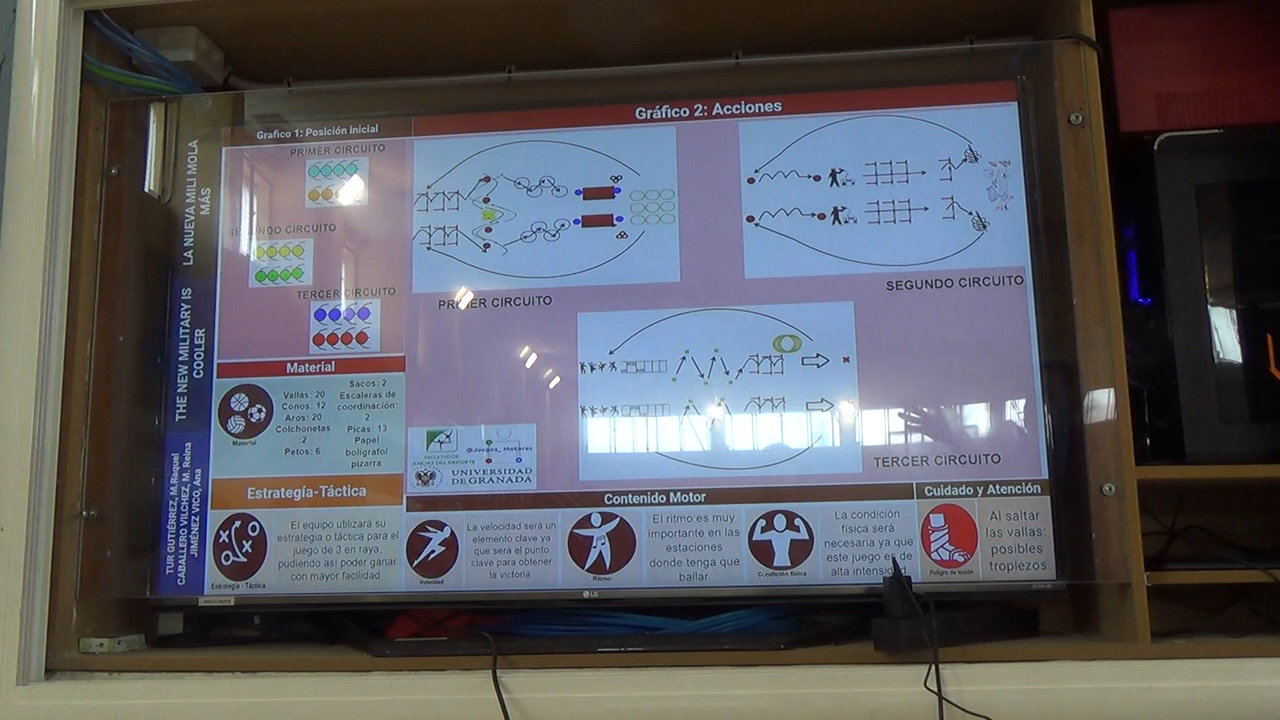 LA NUEVA MILI MOLA
MÁS
THE NEW MILITARY IS
COOLER
TUR GUTIÉRREZ, M.Raquel
CABALLERO VILCHEZ, M. Reina
JIMÉNEZ VICO, Ana
Grafico 1: Posición inicial
PRIMER CIRCUITO
SEGUNDO CIRCUITO
TERCER CIRCUITO
Gráfico 2: Acciones
PRIMER CIRCUITO
SEGUNDO CIRCUITO
TERCER CIRCUITO
Material
Material
Vallas: 20
Conos: 12
Aros: 20
Colchonetas
:2
Petos: 6
Sacos: 2
Escaleras de
coordinación:
2
Picas: 13
Papel
bolígrafo/
pizarra
FACULTAD DE
CIENCIAS DEL DEPORTE
@Juegos_Motores
UNIVERSIDAD
DE GRANADA
Estrategía-Táctica
Estrategia - Táctica
El equipo utilizará su
estrategia o táctica para el
juego de 3 en raya,
pudiendo así poder ganar
con mayor facilidad
Contenido Motor
Velocidad
La velocidad será un
elemento clave ya
que será el punto
clave para obtener
la victoria
Ritmo
El ritmo es muy
importante en las
estaciones
donde tenga que
bailar.
Condición física
La condición
física será
necesaria ya que
este juego es de
alta intensidad
Cuidado y Atención
Peligro de lesión
Al saltar
las vallas:
posibles
tropiezos
LG